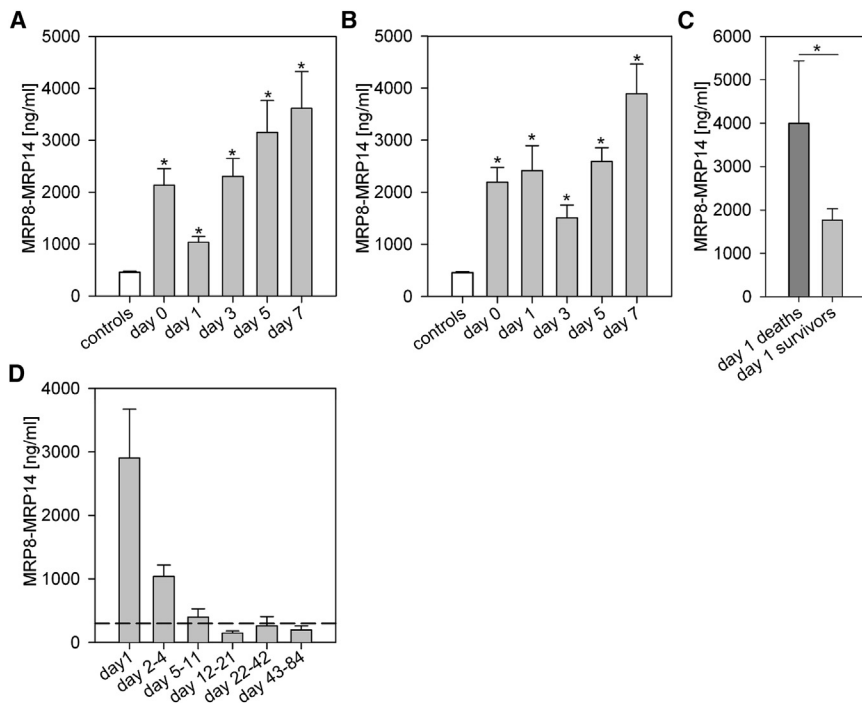 A
MRP8-MRP14 [ng/ml]
5000
4000
3000
2000
1000
0
*
*
*
*
*
controls
day 0
day 1
day 3
day 5
day 7
B
MRP8-MRP14 [ng/ml]
5000
4000
3000
2000
1000
0
*
*
*
*
*
controls
day 0
day 1
day 3
day 5
day 7
C
MRP8-MRP14 [ng/ml]
6000
5000
4000
3000
2000
1000
0
*
day 1 deaths
day 1 survivors
D
MRP8-MRP14 [ng/ml]
4000
3000
2000
1000
0
day1
day 2-4
day 5-11
day 12-21
day 22-42
day 43-84